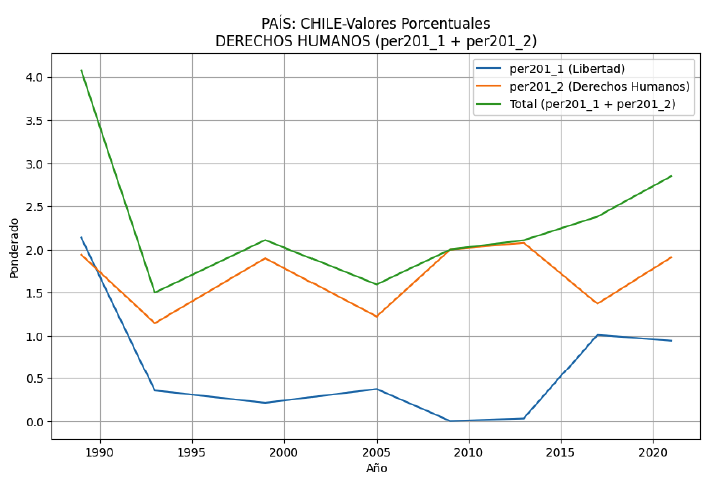 PAÍS: CHILE-Valores Porcentuales
DERECHOS HUMANOS (per201_1 + per201_2)
per201_1 (Libertad)
per201_2 (Derechos Humanos)
Total (per201_1 + per201_2)
Ponderado
4.0
3.5
3.0
2.5
2.0
1.5
1.0
0.5
0.0
1990
1995
2000
2005
2010
2015
2020
Año